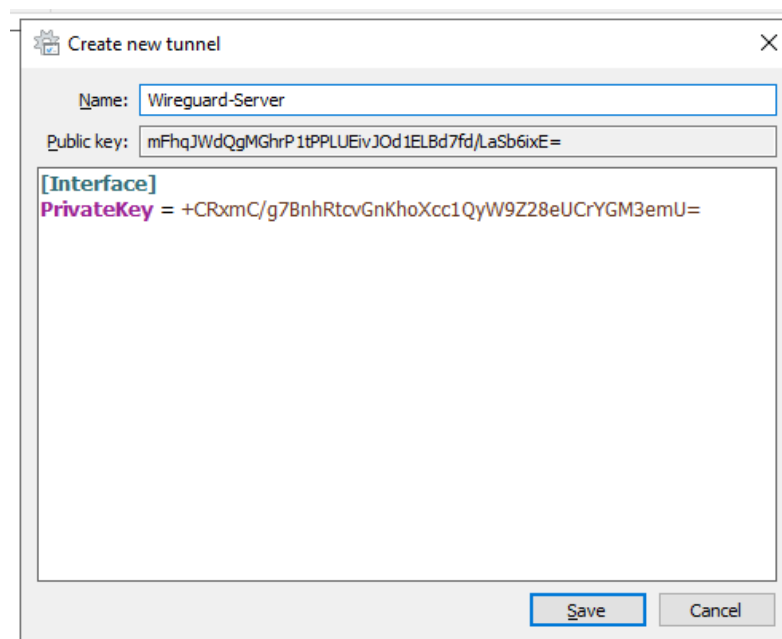 Create new tunnel
Name: Wireguard-Server
Public key: mFhqJWdQgMGhrP1tPPLUEivJOd1ELBd7fd/LaSb6ixE=
[Interface]
PrivateKey = +CRxmC/g7BnhRtcvGnKhoXcc1QyW9Z28eUCrYGM3emU=
Save Cancel